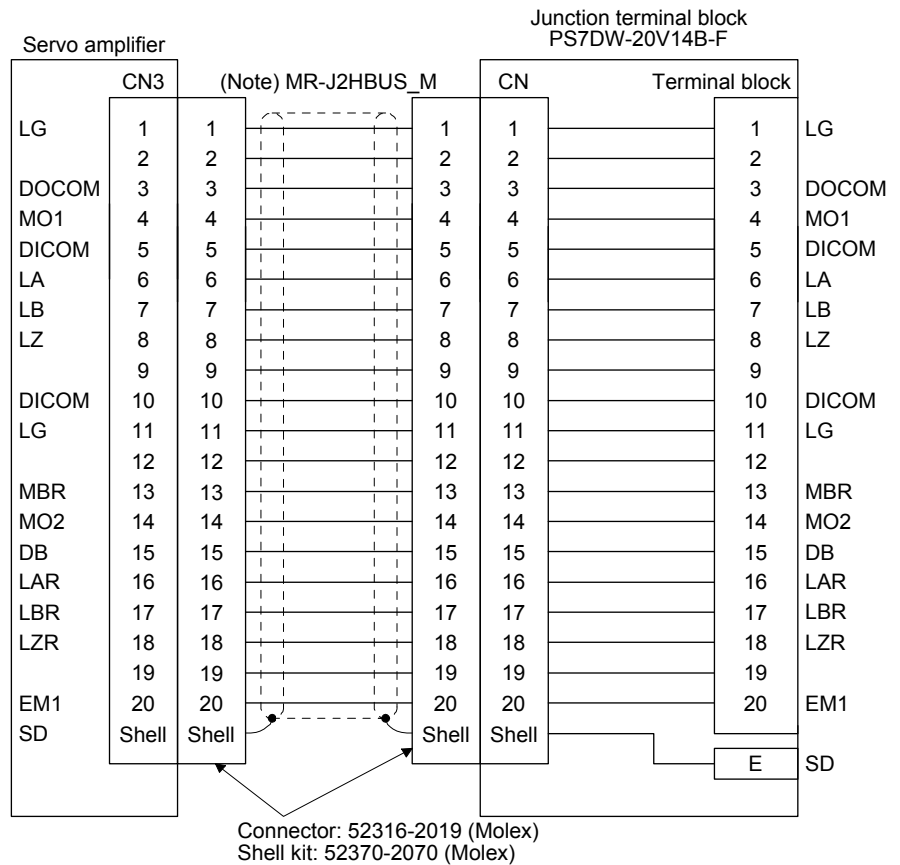 Junction terminal block
Servo amplifier PS7DW-20V14B-F
CN3 (Note) MR-J2HBUS_M CN Terminal block
LG 1 1 1 1 1 LG
2 2 2 2 2
DOCOM 3 3 3 3 3 DOCOM
MO1 4 4 4 4 4 MO1
DICOM 5 5 5 5 5 DICOM
LA 6 6 6 6 6 LA
LB 7 7 7 7 7 LB
LZ 8 8 8 8 8 LZ
9 9 9 9 9
DICOM 10 10 10 10 10 DICOM
LG 11 11 11 11 11 LG
12 12 12 12 12
MBR 13 13 13 13 13 MBR
MO2 14 14 14 14 14 MO2
DB 15 15 15 15 15 DB
LAR 16 16 16 16 16 LAR
LBR 17 17 17 17 17 LBR
LZR 18 18 18 18 18 LZR
19 19 19 19 19
EM1 20 20 20 20 20 EM1
SD Shell Shell Shell Shell
E SD
Connector: 52316-2019 (Molex)
Shell kit: 52370-2070 (Molex)